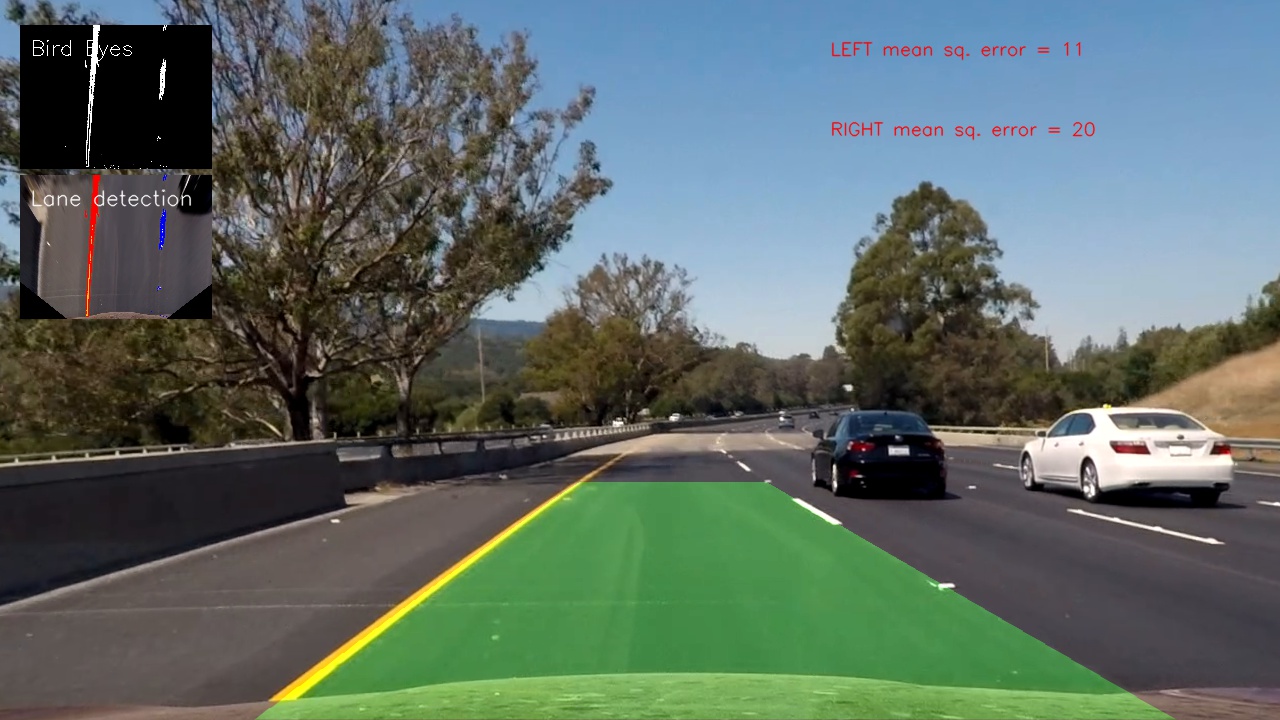 Bird Eyes
LEFT mean sq. error = 11
RIGHT mean sq. error = 20
Lane detection